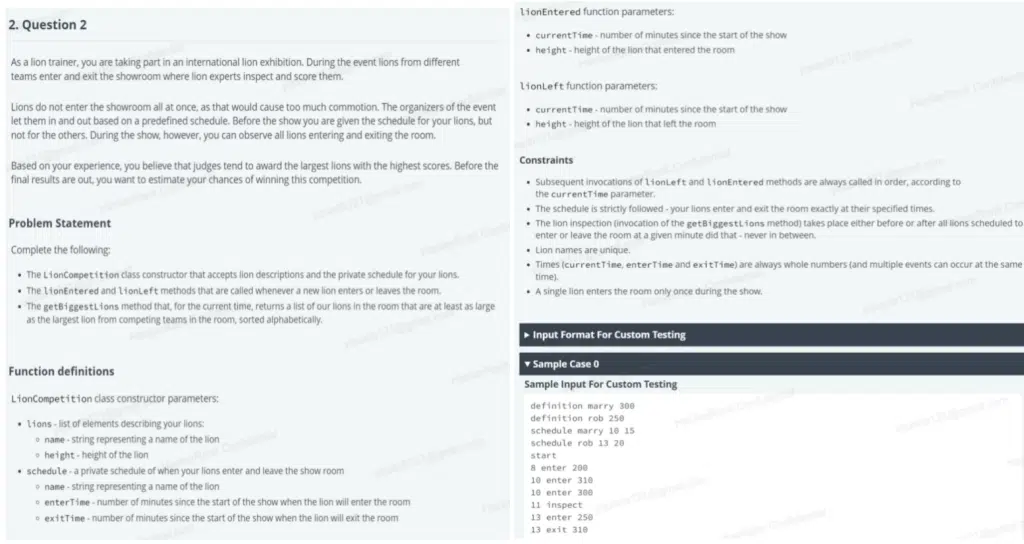 2. Question 2
As a lion trainer, you are taking part in an international lion exhibition. During the event lions from different
teams enter and exit the showroom where lion experts inspect and score them.
Lions do not enter the showroom all at once, as that would cause too much commotion. The organizers of the event
let them in and out based on a predefined schedule. Before the show you are given the schedule for your lions, but
not for the others. During the show, however, you can observe all lions entering and exiting the room.
Based on your experience, you believe that judges tend to award the largest lions with the highest scores. Before the
final results are out, you want to estimate your chances of winning this competition.
Problem Statement
Complete the following:
• The LionCompetition class constructor that accepts lion descriptions and the private schedule for your lions.
• The lionEntered and lionLeft methods that are called whenever a new lion enters or leaves the room.
• The getBiggestLions method that, for the current time, returns a list of our lions in the room that are at least as large
as the largest lion from competing teams in the room, sorted alphabetically.
Function definitions
LionCompetition class constructor parameters:
• lions - list of elements describing your lions:
○ name - string representing a name of the lion
○ height - height of the lion
• schedule - a private schedule of when your lions enter and leave the show room
○ name - string representing a name of the lion
○ enterTime - number of minutes since the start of the show when the lion will enter the room
○ exitTime - number of minutes since the start of the show when the lion will exit the room
lionEntered function parameters:
• currentTime - number of minutes since the start of the show
• height - height of the lion that entered the room
lionLeft function parameters:
• currentTime - number of minutes since the start of the show
• height - height of the lion that left the room
Constraints
• Subsequent invocations of lionLeft and lionEntered methods are always called in order, according to
the currentTime parameter.
• The schedule is strictly followed - your lions enter and exit the room exactly at their specified times.
• The lion inspection (invocation of the getBiggestLions method) takes place either before or after all lions scheduled to
enter or leave the room at a given minute did that - never in between.
• Lion names are unique.
• Times (currentTime, enterTime and exitTime) are always whole numbers (and multiple events can occur at the same
time).
• A single lion enters the room only once during the show.
▶ Input Format For Custom Testing
▼ Sample Case 0
Sample Input For Custom Testing
definition marry 300
definition rob 250
schedule marry 10 15
schedule rob 13 20
start
8 enter 200
10 enter 310
10 enter 300
11 inspect
13 enter 250
13 exit 310